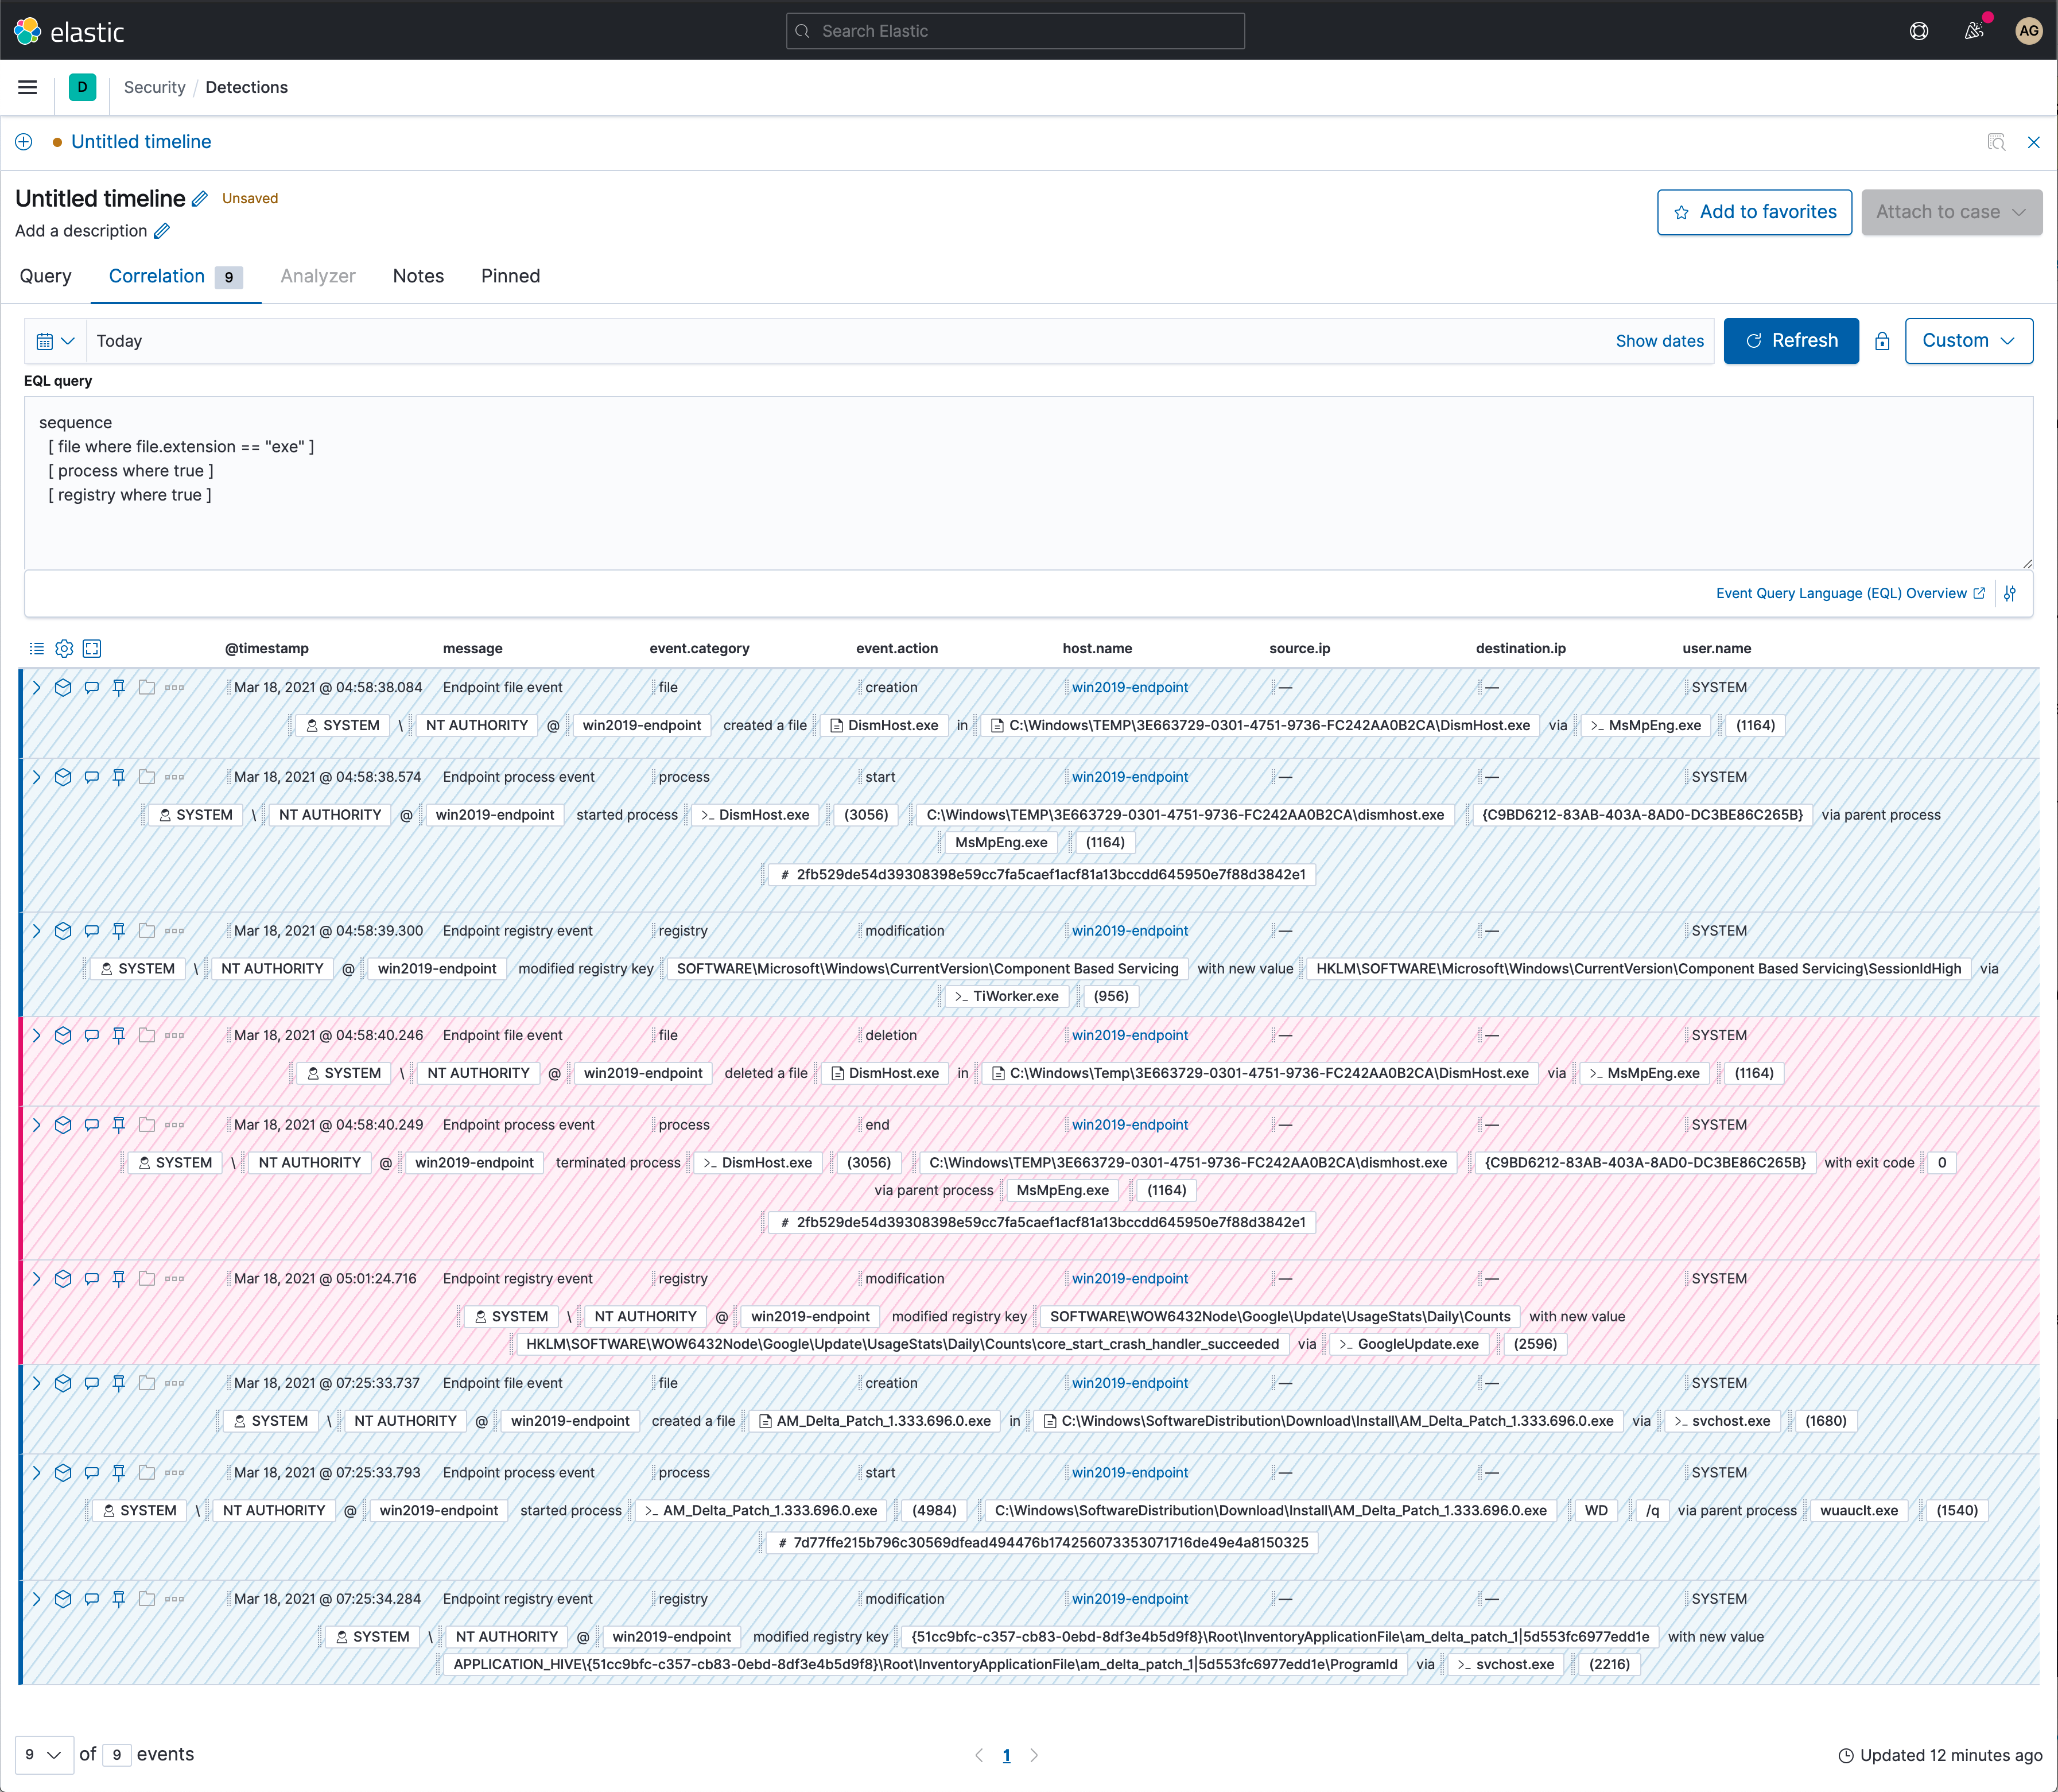 elastic
Search Elastic
AG
D
Security / Detections
Untitled timeline
Untitled timeline Unsaved
Add a description
Add to favorites
Attach to case
Query Correlation 9 Analyzer Notes Pinned
Today Show dates Refresh Custom
EQL query
sequence
[ file where file.extension == "exe" ]
[ process where true ]
[ registry where true ]
Event Query Language (EQL) Overview
@timestamp message event.category event.action host.name source.ip destination.ip user.name
Mar 18, 2021 @ 04:58:38.084 Endpoint file event file creation win2019-endpoint — — SYSTEM
SYSTEM \ NT AUTHORITY @ win2019-endpoint created a file DismHost.exe in C:\Windows\TEMP\3E663729-0301-4751-9736-FC242AA0B2CA\DismHost.exe via >_ MsMpEng.exe (1164)
Mar 18, 2021 @ 04:58:38.574 Endpoint process event process start win2019-endpoint — — SYSTEM
SYSTEM \ NT AUTHORITY @ win2019-endpoint started process >_ DismHost.exe (3056) C:\Windows\TEMP\3E663729-0301-4751-9736-FC242AA0B2CA\dismhost.exe {C9BD6212-83AB-403A-8AD0-DC3BE86C265B} via parent process
MsMpEng.exe (1164)
# 2fb529de54d39308398e59cc7fa5caef1acf81a13bccdd645950e7f88d3842e1
Mar 18, 2021 @ 04:58:39.300 Endpoint registry event registry modification win2019-endpoint — — SYSTEM
SYSTEM \ NT AUTHORITY @ win2019-endpoint modified registry key SOFTWARE\Microsoft\Windows\CurrentVersion\Component Based Servicing with new value HKLM\SOFTWARE\Microsoft\Windows\CurrentVersion\Component Based Servicing\SessionIdHigh via
>_ TiWorker.exe (956)
Mar 18, 2021 @ 04:58:40.246 Endpoint file event file deletion win2019-endpoint — — SYSTEM
SYSTEM \ NT AUTHORITY @ win2019-endpoint deleted a file DismHost.exe in C:\Windows\Temp\3E663729-0301-4751-9736-FC242AA0B2CA\DismHost.exe via >_ MsMpEng.exe (1164)
Mar 18, 2021 @ 04:58:40.249 Endpoint process event process end win2019-endpoint — — SYSTEM
SYSTEM \ NT AUTHORITY @ win2019-endpoint terminated process >_ DismHost.exe (3056) C:\Windows\TEMP\3E663729-0301-4751-9736-FC242AA0B2CA\dismhost.exe {C9BD6212-83AB-403A-8AD0-DC3BE86C265B} with exit code 0
via parent process MsMpEng.exe (1164)
# 2fb529de54d39308398e59cc7fa5caef1acf81a13bccdd645950e7f88d3842e1
Mar 18, 2021 @ 05:01:24.716 Endpoint registry event registry modification win2019-endpoint — — SYSTEM
SYSTEM \ NT AUTHORITY @ win2019-endpoint modified registry key SOFTWARE\WOW6432Node\Google\Update\UsageStats\Daily\Counts with new value
HKLM\SOFTWARE\WOW6432Node\Google\Update\UsageStats\Daily\Counts\core_start_crash_handler_succeeded via >_ GoogleUpdate.exe (2596)
Mar 18, 2021 @ 07:25:33.737 Endpoint file event file creation win2019-endpoint — — SYSTEM
SYSTEM \ NT AUTHORITY @ win2019-endpoint created a file AM_Delta_Patch_1.333.696.0.exe in C:\Windows\SoftwareDistribution\Download\Install\AM_Delta_Patch_1.333.696.0.exe via >_ svchost.exe (1680)
Mar 18, 2021 @ 07:25:33.793 Endpoint process event process start win2019-endpoint — — SYSTEM
SYSTEM \ NT AUTHORITY @ win2019-endpoint started process >_ AM_Delta_Patch_1.333.696.0.exe (4984) C:\Windows\SoftwareDistribution\Download\Install\AM_Delta_Patch_1.333.696.0.exe WD /q via parent process wuauclt.exe (1540)
# 7d77ffe215b796c30569dfead494476b174256073353071716de49e4a8150325
Mar 18, 2021 @ 07:25:34.284 Endpoint registry event registry modification win2019-endpoint — — SYSTEM
SYSTEM \ NT AUTHORITY @ win2019-endpoint modified registry key {51cc9bfc-c357-cb83-0ebd-8df3e4b5d9f8}\Root\InventoryApplicationFile\am_delta_patch_1|5d553fc6977edd1e with new value
APPLICATION_HIVE\{51cc9bfc-c357-cb83-0ebd-8df3e4b5d9f8}\Root\InventoryApplicationFile\am_delta_patch_1|5d553fc6977edd1e\ProgramId via >_ svchost.exe (2216)
9 of 9 events
1
Updated 12 minutes ago